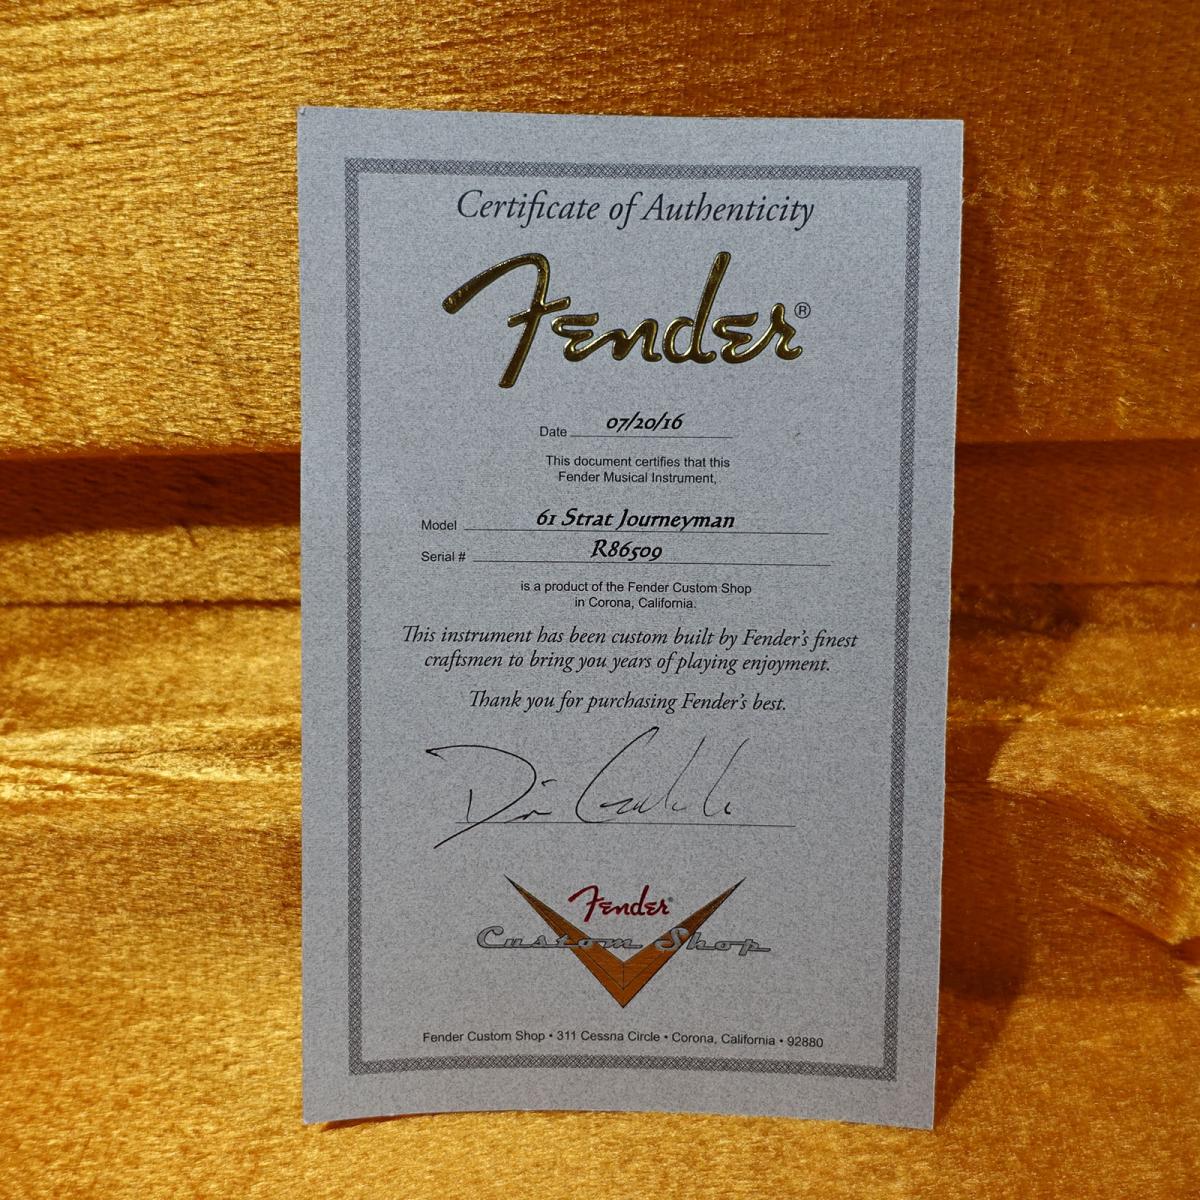 Certificate of Authenticity
Fender®
Date 07/20/16
This document certifies that this
Fender Musical Instrument,
Model 61 Strat Journeyman
Serial # R86509
is a product of the Fender Custom Shop
in Corona, California.
This instrument has been custom built by Fender's finest
craftsmen to bring you years of playing enjoyment.
Thank you for purchasing Fender's best.
Fender
Custom Shop
Fender Custom Shop • 311 Cessna Circle • Corona, California • 92880